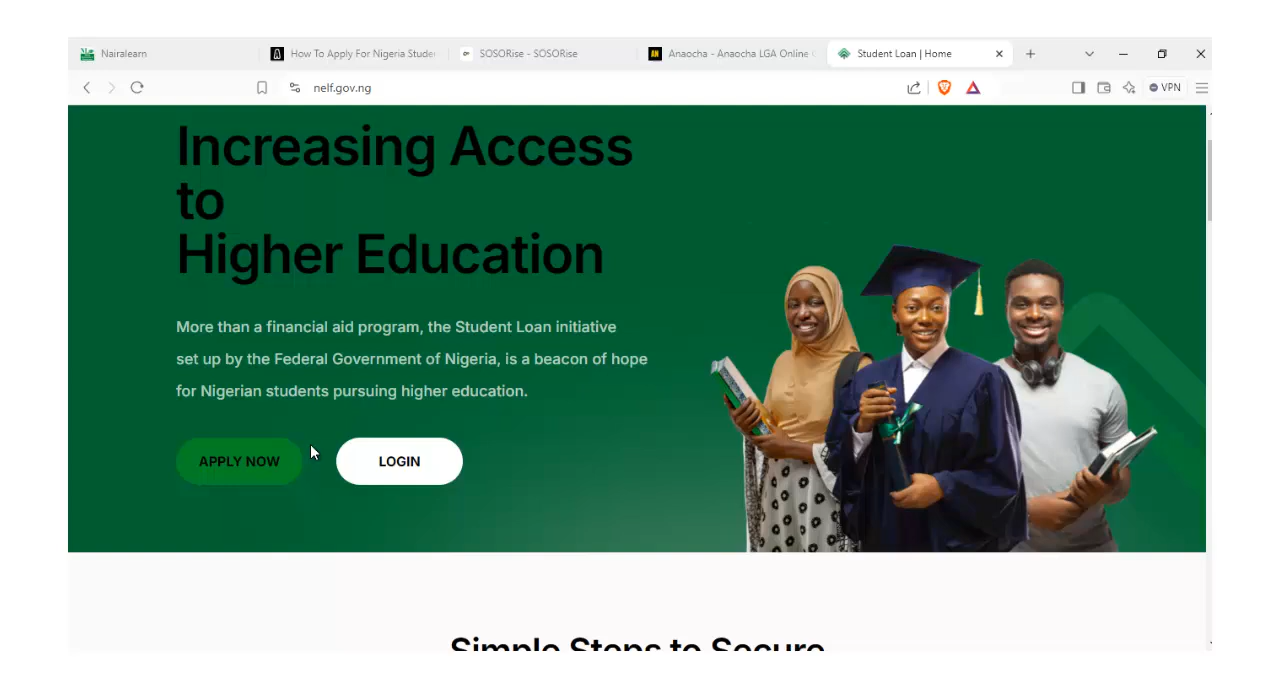 Nairalearn
How To Apply For Nigeria Stude
SOSORise - SOSORise
AN
Anaocha - Anaocha LGA Online
Student Loan | Home
nelf.gov.ng
VPN
Increasing Access
to
Higher Education
More than a financial aid program, the Student Loan initiative
set up by the Federal Government of Nigeria, is a beacon of hope
for Nigerian students pursuing higher education.
APPLY NOW
LOGIN
Simple Steps to Secure